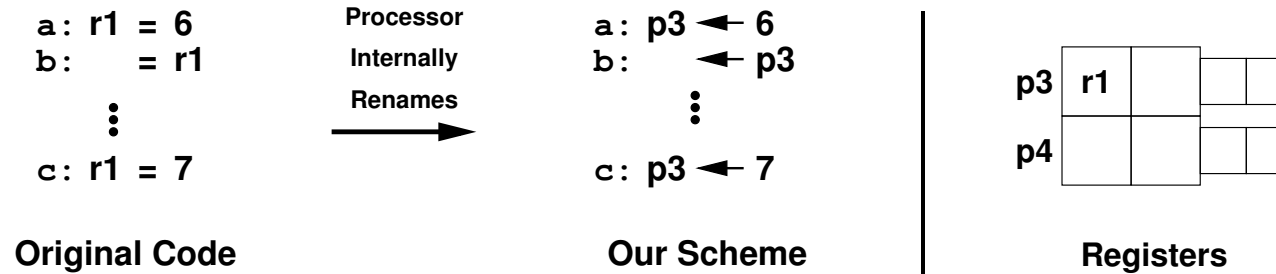 a: r1 = 6
b: = r1
c: r1 = 7
Original Code
Processor
Internally
Renames
a: p3 ← 6
b: ← p3
c: p3 ← 7
Our Scheme
p3 r1
p4
Registers